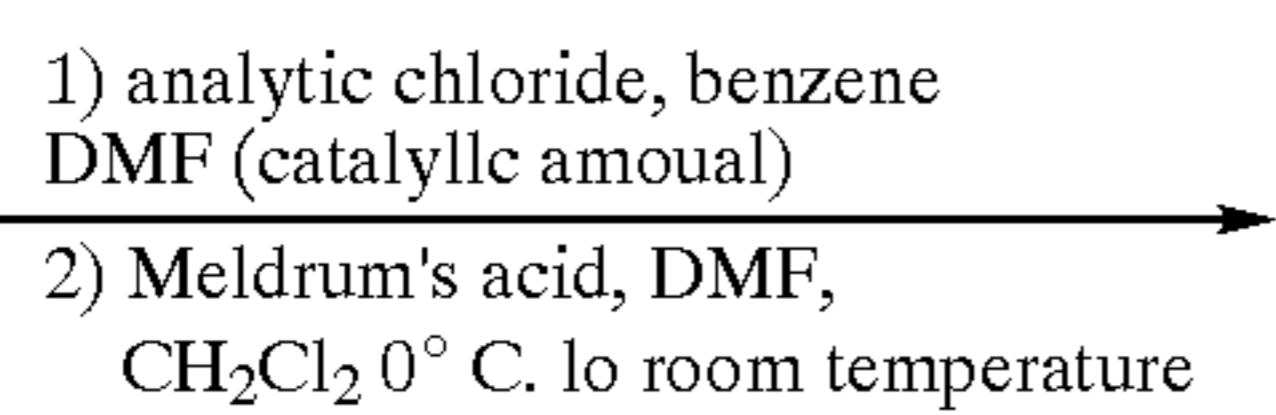 1) analytic chloride, benzene
DMF (catalyllc amoual)
2) Meldrum's acid, DMF,
CH₂Cl₂ 0° C. lo room temperature